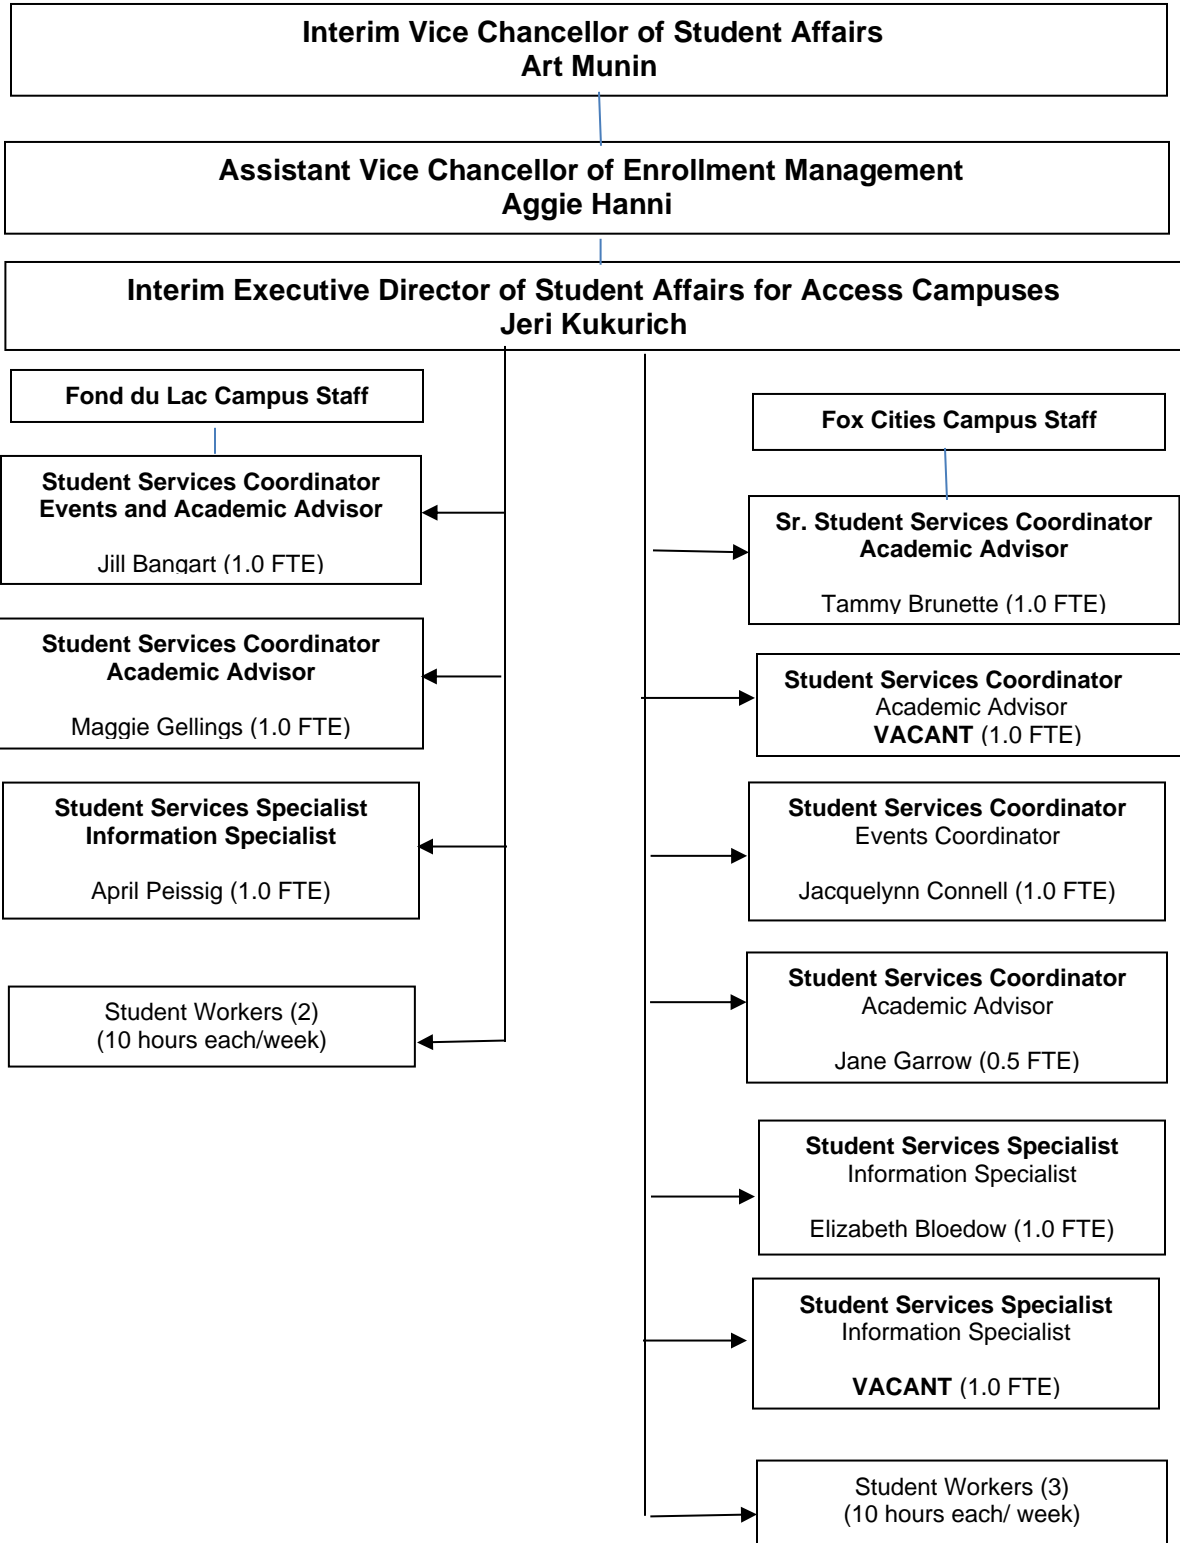 Interim Vice Chancellor of Student Affairs
Art Munin
Assistant Vice Chancellor of Enrollment Management
Aggie Hanni
Interim Executive Director of Student Affairs for Access Campuses
Jeri Kukurich
Fond du Lac Campus Staff
Student Services Coordinator
Events and Academic Advisor
Jill Bangart (1.0 FTE)
Student Services Coordinator
Academic Advisor
Maggie Gellings (1.0 FTE)
Student Services Specialist
Information Specialist
April Peissig (1.0 FTE)
Student Workers (2)
(10 hours each/week)
Fox Cities Campus Staff
Sr. Student Services Coordinator
Academic Advisor
Tammy Brunette (1.0 FTE)
Student Services Coordinator
Academic Advisor
VACANT (1.0 FTE)
Student Services Coordinator
Events Coordinator
Jacquelynn Connell (1.0 FTE)
Student Services Coordinator
Academic Advisor
Jane Garrow (0.5 FTE)
Student Services Specialist
Information Specialist
Elizabeth Bloedow (1.0 FTE)
Student Services Specialist
Information Specialist
VACANT (1.0 FTE)
Student Workers (3)
(10 hours each/ week)